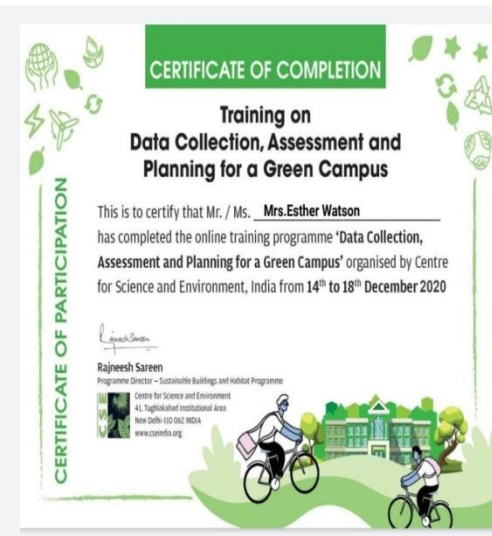 CERTIFICATE OF COMPLETION
Training on
Data Collection, Assessment and
Planning for a Green Campus
This is to certify that Mr. / Ms. Mrs.Esther Watson
has completed the online training programme ‘Data Collection,
Assessment and Planning for a Green Campus’ organised by Centre
for Science and Environment, India from 14th to 18th December 2020
CERTIFICATE OF PARTICIPATION
Rajneesh Sareen
Rajneesh Sareen
Programme Director – Sustainable Buildings and Habitat Programme
CSE
Centre for Science and Environment
41, Tughlakabad Institutional Area
New Delhi-110 062 INDIA
www.cseindia.org